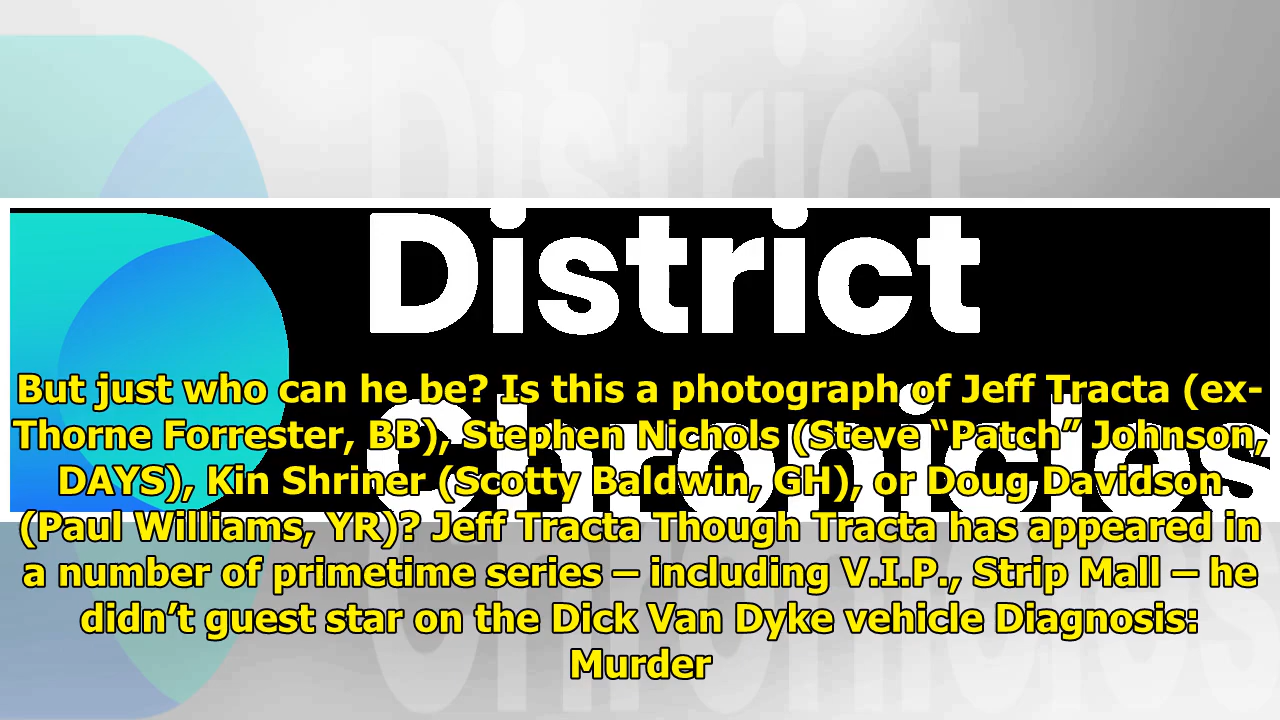 District
Chronicles
But just who can he be? Is this a photograph of Jeff Tracta (ex-
Thorne Forrester, BB), Stephen Nichols (Steve “Patch” Johnson,
DAYS), Kin Shriner (Scotty Baldwin, GH), or Doug Davidson
(Paul Williams, YR)? Jeff Tracta Though Tracta has appeared in
a number of primetime series – including V.I.P., Strip Mall – he
didn’t guest star on the Dick Van Dyke vehicle Diagnosis:
Murder